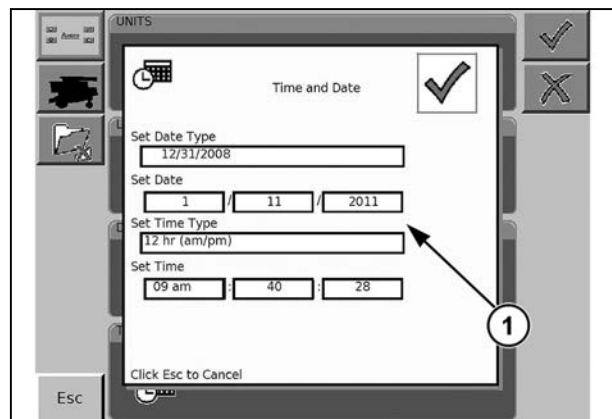 UNITS
Time and Date
Set Date Type
12/31/2008
Set Date
1 / 11 / 2011
Set Time Type
12 hr (am/pm)
Set Time
09 am : 40 : 28
1
Click Esc to Cancel
Esc